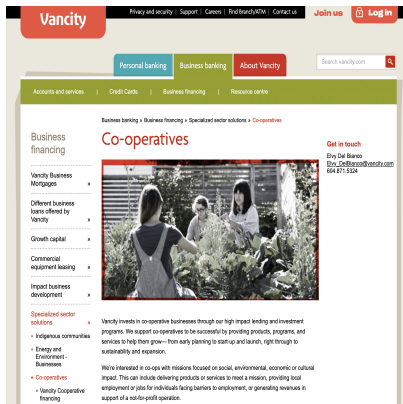 Vancity
Privacy and security | Support | Careers | Find Branch/ATM | Contact us
Join us
Log in
Personal banking
Business banking
About Vancity
Search vancity.com
Accounts and services | Credit Cards | Business financing | Resource centre
Business banking » Business financing » Specialized sector solutions » Co-operatives
Business
financing
Vancity Business
Mortgages »
Different business
loans offered by
Vancity »
Growth capital »
Commercial
equipment leasing »
Impact business
development »
Specialized sector
solutions »
» Indigenous communities
» Energy and
Environment -
Businesses
» Co-operatives
» Vancity Cooperative
financing
Co-operatives
Vancity invests in co-operative businesses through our high impact lending and investment
programs. We support co-operatives to be successful by providing products, programs, and
services to help them grow— from early planning to start-up and launch, right through to
sustainability and expansion.
We're interested in co-ops with missions focused on social, environmental, economic or cultural
impact. This can include delivering products or services to meet a mission, providing local
employment or jobs for individuals facing barriers to employment, or generating revenues in
support of a not-for-profit operation.
Get in touch
Elvy Del Bianco
Elvy_DelBianco@vancity.com
604.871.5324